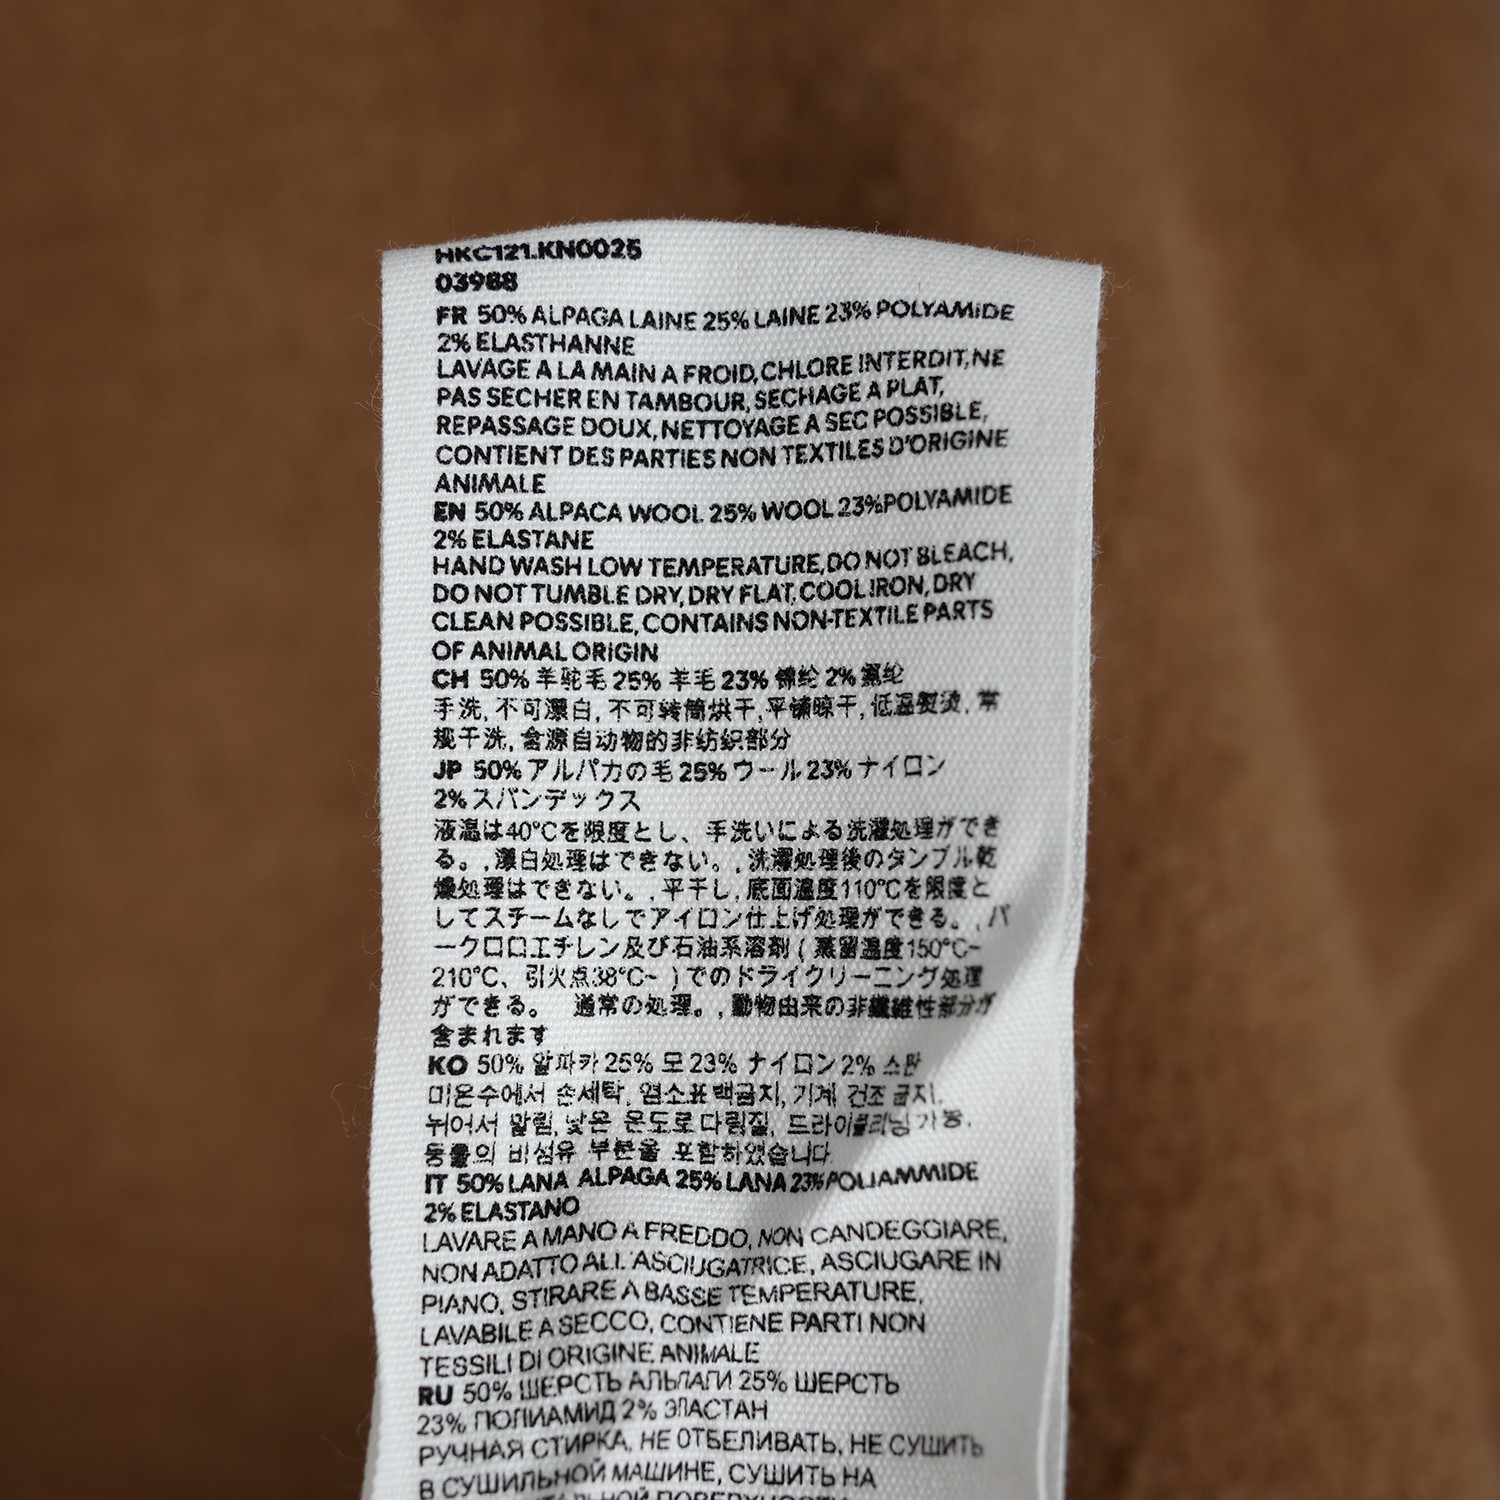 HKC121.KN0025
03988
FR 50% ALPAGA LAINE 25% LAINE 23% POLYAMIDE
2% ELASTHANNE
LAVAGE A LA MAIN A FROID, CHLORE INTERDIT, NE
PAS SECHER EN TAMBOUR, SECHAGE A PLAT,
REPASSAGE DOUX, NETTOYAGE A SEC POSSIBLE,
CONTIENT DES PARTIES NON TEXTILES D'ORIGINE
ANIMALE
EN 50% ALPACA WOOL 25% WOOL 23% POLYAMIDE
2% ELASTANE
HAND WASH LOW TEMPERATURE, DO NOT BLEACH,
DO NOT TUMBLE DRY, DRY FLAT, COOL IRON, DRY
CLEAN POSSIBLE, CONTAINS NON-TEXTILE PARTS
OF ANIMAL ORIGIN
CH 50% 羊驼毛 25% 羊毛 23% 锦纶 2% 氨纶
手洗, 不可漂白, 不可转筒烘干, 平铺晾干, 低温熨烫, 常
规干洗, 含源自动物的非纺织部分
JP 50% アルパカの毛 25% ウール 23% ナイロン
2% スパンデックス
液温は40℃を限度とし、手洗いによる洗濯処理ができ
る。,漂白処理はできない。,洗濯処理後のタンブル乾
燥処理はできない。,平干し,底面温度110℃を限度と
してスチームなしでアイロン仕上げ処理ができる。,パ
ークロロエチレン及び石油系溶剤 ( 蒸留温度150℃~
210℃、引火点38℃~ )でのドライクリーニング処理
ができる。 通常の処理。,動物由来の非繊維性部分が
含まれます
KO 50% 알파카 25% 모 23% ナイロン 2% 스판
미온수에서 손세탁, 염소표백금지, 기계 건조 금지,
뉘어서 말림, 낮은 온도로 다림질, 드라이클리닝 가능,
동물의 비섬유 부분을 포함하였습니다
IT 50% LANA ALPAGA 25% LANA 23% POLIAMMIDE
2% ELASTANO
LAVARE A MANO A FREDDO, NON CANDEGGIARE,
NON ADATTO ALL'ASCIUGATRICE, ASCIUGARE IN
PIANO, STIRARE A BASSE TEMPERATURE,
LAVABILE A SECCO, CONTIENE PARTI NON
TESSILI DI ORIGINE ANIMALE
RU 50% ШЕРСТЬ АЛЬПАГИ 25% ШЕРСТЬ
23% ПОЛИАМИД 2% ЭЛАСТАН
РУЧНАЯ СТИРКА, НЕ ОТБЕЛИВАТЬ, НЕ СУШИТЬ
В СУШИЛЬНОЙ МАШИНЕ, СУШИТЬ НА